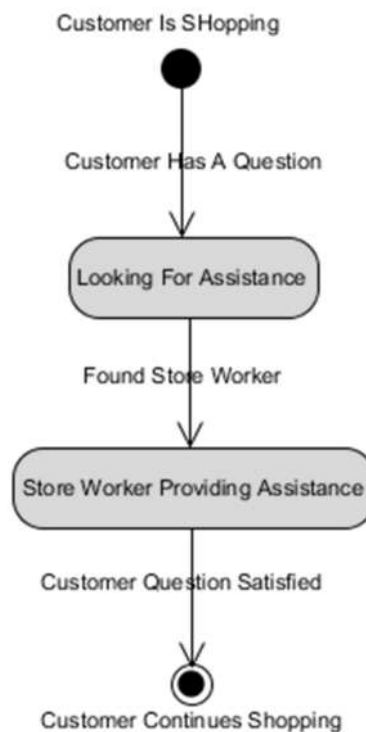 Customer Is SHopping
Customer Has A Question
Looking For Assistance
Found Store Worker
Store Worker Providing Assistance
Customer Question Satisfied
Customer Continues Shopping